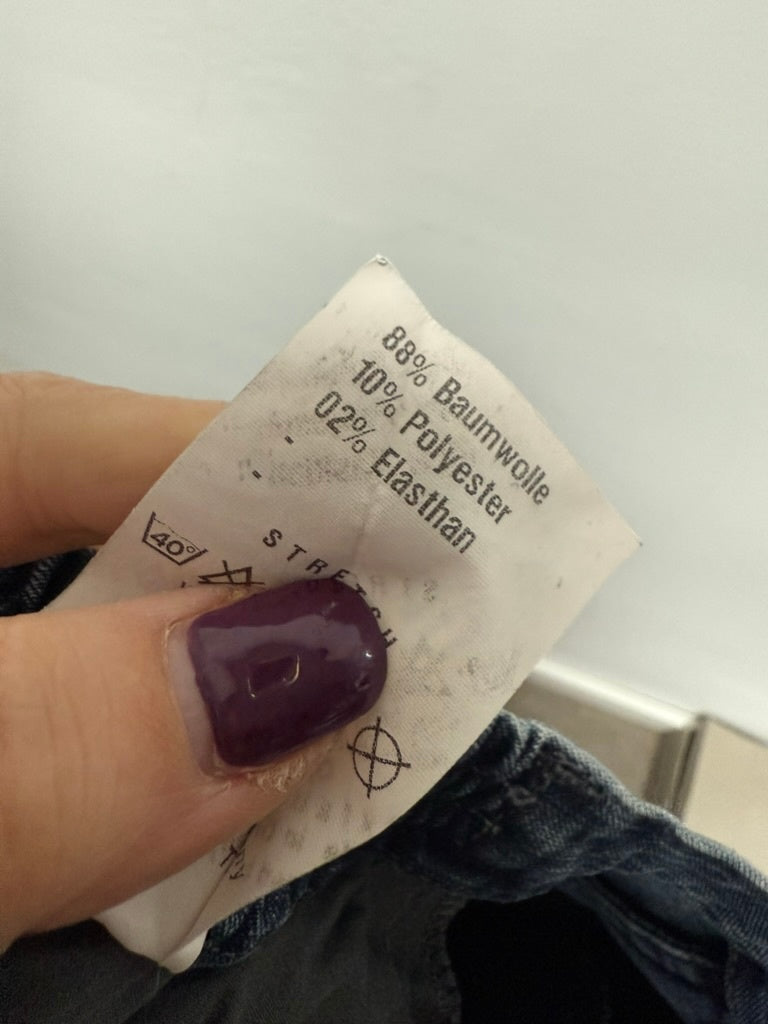 88% Baumwolle
10% Polyester
02% Elasthan
-
-
STRETCH
40°